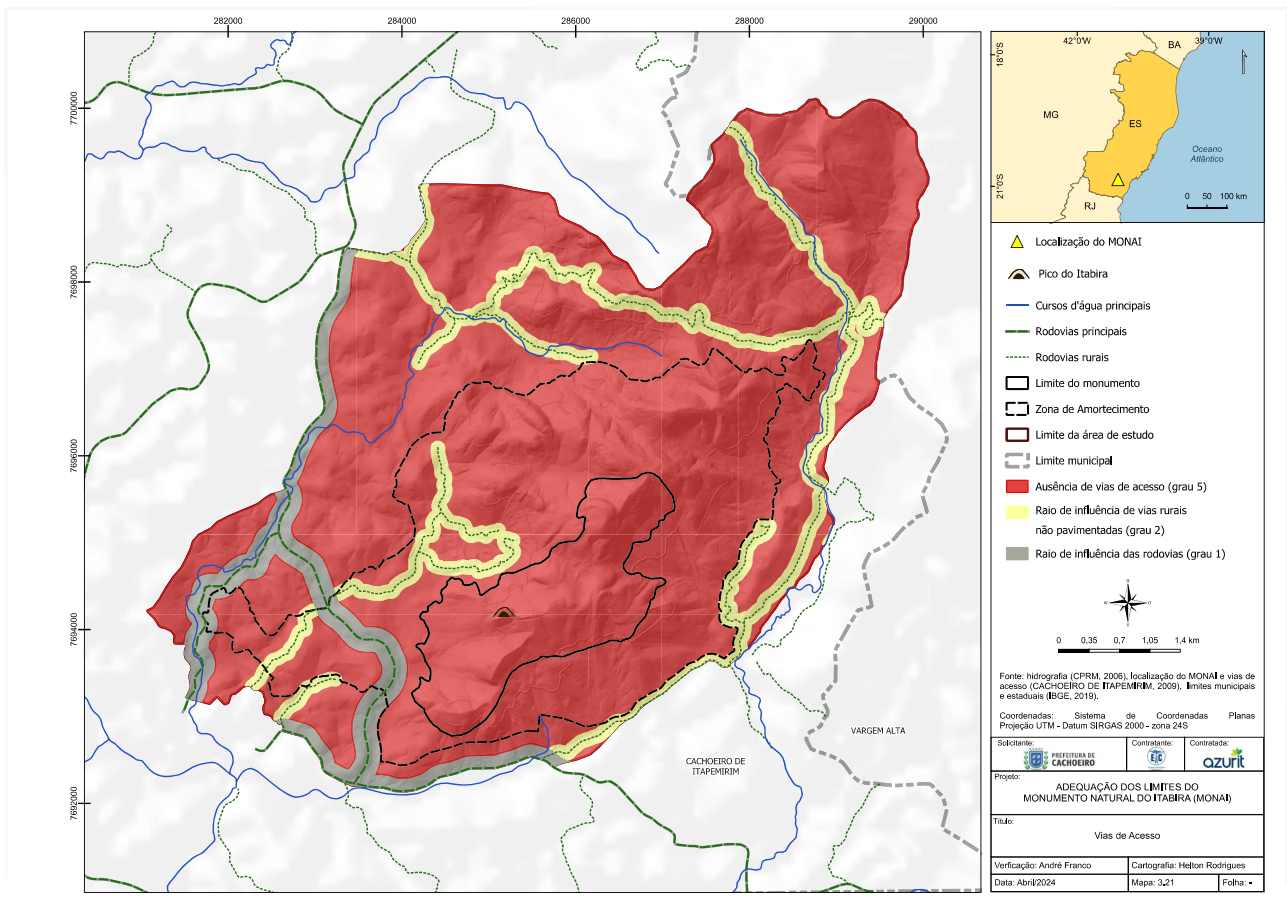 282000
284000
286000
288000
290000
7700000
7698000
7696000
7694000
7692000
VARGEM ALTA
CACHOEIRO DE
ITAPEMIRIM
42°0'W
39°0'W
18°0'S
21°0'S
BA
MG
ES
RJ
Oceano
Atlântico
0 50 100 km
Localização do MONAI
Pico do Itabira
Cursos d'água principais
Rodovias principais
Rodovias rurais
Limite do monumento
Zona de Amortecimento
Limite da área de estudo
Limite municipal
Ausência de vias de acesso (grau 5)
Raio de influência de vias rurais
não pavimentadas (grau 2)
Raio de influência das rodovias (grau 1)
0 0,35 0,7 1,05 1,4 km
Fonte: hidrografia (CPRM, 2006), localização do MONAI e vias de
acesso (CACHOEIRO DE ITAPEMIRIM, 2009), limites municipais
e estaduais (IBGE, 2019).
Coordenadas: Sistema de Coordenadas Planas
Projeção UTM - Datum SIRGAS 2000 - zona 24S
Solicitante:
PREFEITURA DE
CACHOEIRO
Contratante:
Contratada:
azurit
Projeto:
ADEQUAÇÃO DOS LIMITES DO
MONUMENTO NATURAL DO ITABIRA (MONAI)
Título:
Vias de Acesso
Verficação: André Franco
Cartografia: Helton Rodrigues
Data: Abril/2024
Mapa: 3.21
Folha: -